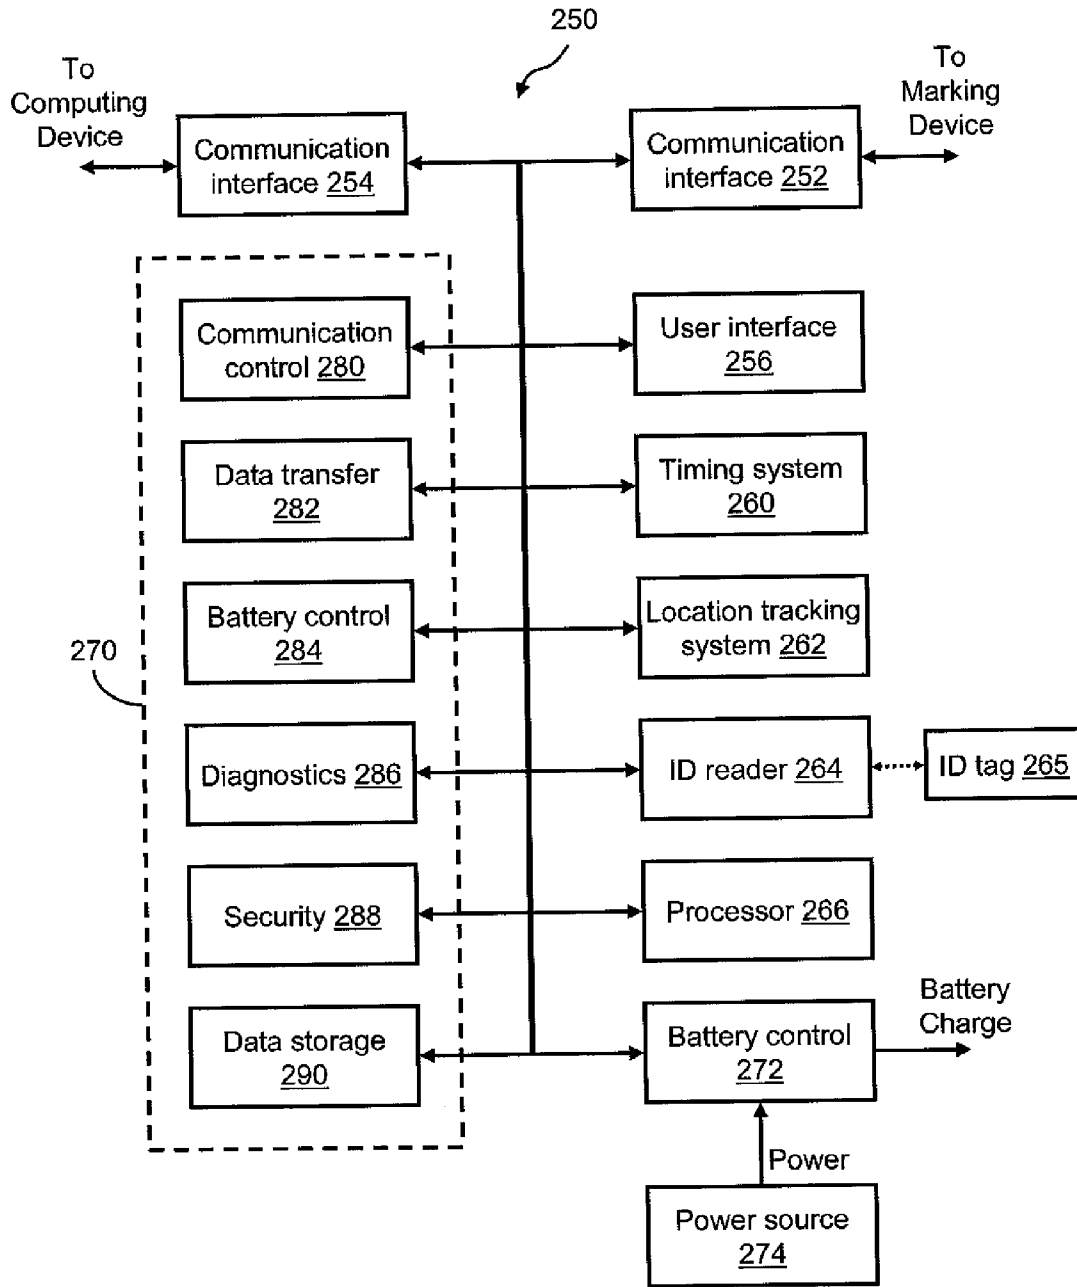 250
To
Computing
Device
To
Marking
Device
Communication
interface 254
Communication
interface 252
Communication
control 280
User interface
256
Data transfer
282
Timing system
260
Battery control
284
Location tracking
system 262
270
Diagnostics 286
ID reader 264
ID tag 265
Security 288
Processor 266
Data storage
290
Battery control
272
Battery
Charge
Power
Power source
274